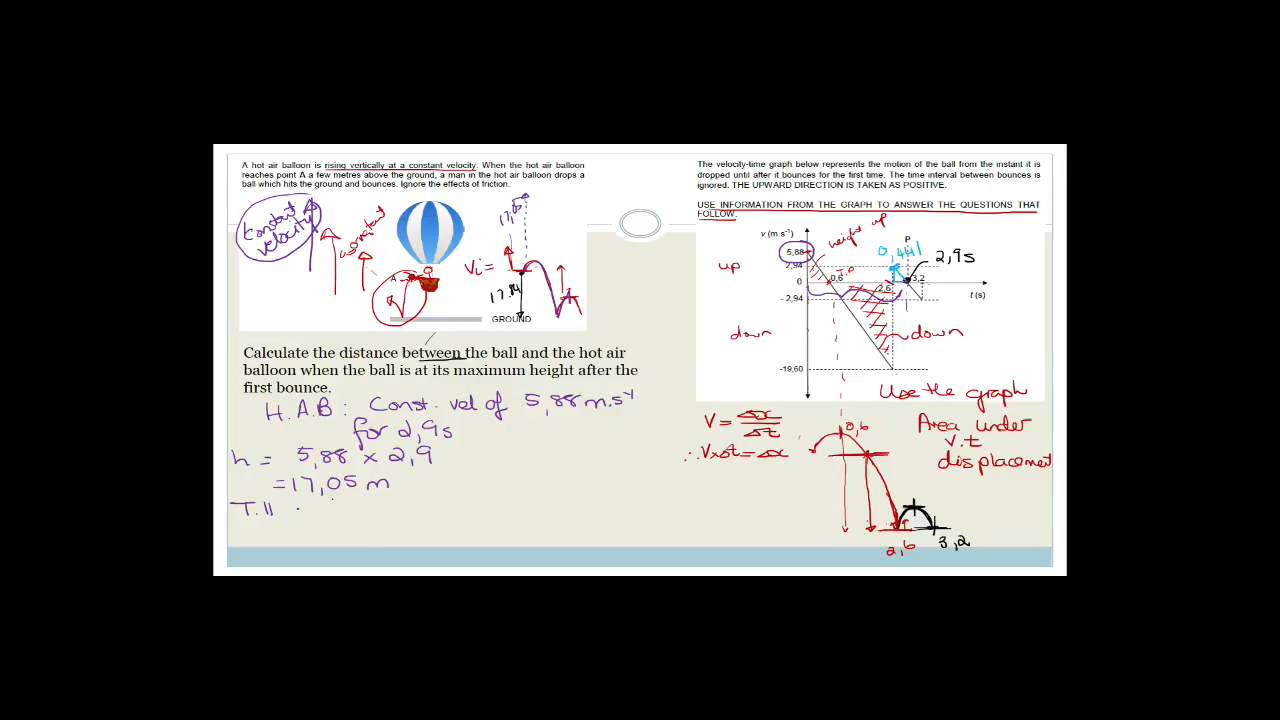 A hot air balloon is rising vertically at a constant velocity. When the hot air balloon
reaches point A a few metres above the ground, a man in the hot air balloon drops a
ball which hits the ground and bounces. Ignore the effects of friction.
Constant
velocity
constant
A
Vi =
17,05
17.14
GROUND
Calculate the distance between the ball and the hot air
balloon when the ball is at its maximum height after the
first bounce.
H.A.B : Const. vel of 5,88 m.s-1
for 2,9s
h = 5,88 × 2,9
= 17,05 m
T.
The velocity-time graph below represents the motion of the ball from the instant it is
dropped until after it bounces for the first time. The time interval between bounces is
ignored. THE UPWARD DIRECTION IS TAKEN AS POSITIVE.
USE INFORMATION FROM THE GRAPH TO ANSWER THE QUESTIONS THAT
FOLLOW.
v (m.s-1)
height up
P
0,441
2,9s
5,88
2,94
0
- 2,94
-19,60
0,6
2,6
3,2
t (s)
up
down
down
Use the graph
V = Δx
Δt
∴ V×Δt = Δx
0,6
Area under
v.t
displacement
2,6
3,2